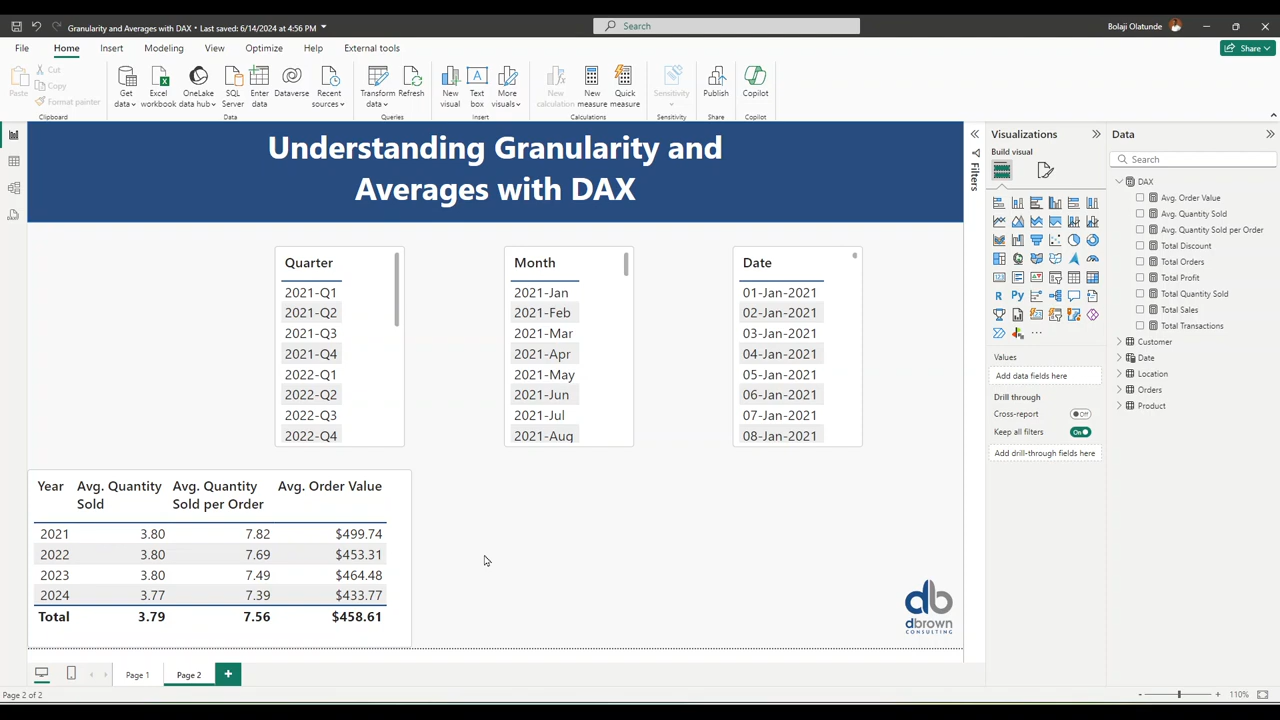 Granularity and Averages with DAX • Last saved: 6/14/2024 at 4:56 PM
Search
Bolaji Olatunde
File Home Insert Modeling View Optimize Help External tools
Share
Paste
Cut
Copy
Format painter
Clipboard
Get data
Excel workbook
OneLake data hub
SQL Server
Enter data
Dataverse
Recent sources
Data
Transform data
Refresh
Queries
New visual
Text box
More visuals
Insert
New calculation
New measure
Quick measure
Calculations
Sensitivity
Sensitivity
Publish
Share
Copilot
Copilot
Understanding Granularity and
Averages with DAX
Quarter
2021-Q1
2021-Q2
2021-Q3
2021-Q4
2022-Q1
2022-Q2
2022-Q3
2022-Q4
Month
2021-Jan
2021-Feb
2021-Mar
2021-Apr
2021-May
2021-Jun
2021-Jul
2021-Aug
Date
01-Jan-2021
02-Jan-2021
03-Jan-2021
04-Jan-2021
05-Jan-2021
06-Jan-2021
07-Jan-2021
08-Jan-2021
Year Avg. Quantity Avg. Quantity Avg. Order Value
Sold Sold per Order
2021 3.80 7.82 $499.74
2022 3.80 7.69 $453.31
2023 3.80 7.49 $464.48
2024 3.77 7.39 $433.77
Total 3.79 7.56 $458.61
db
dbrown
CONSULTING
Filters
Visualizations
Build visual
R Py
Values
Add data fields here
Drill through
Cross-report Off
Keep all filters On
Add drill-through fields here
Data
Search
DAX
Avg. Order Value
Avg. Quantity Sold
Avg. Quantity Sold per Order
Total Discount
Total Orders
Total Profit
Total Quantity Sold
Total Sales
Total Transactions
Customer
Date
Location
Orders
Product
Page 1 Page 2
Page 2 of 2
110%